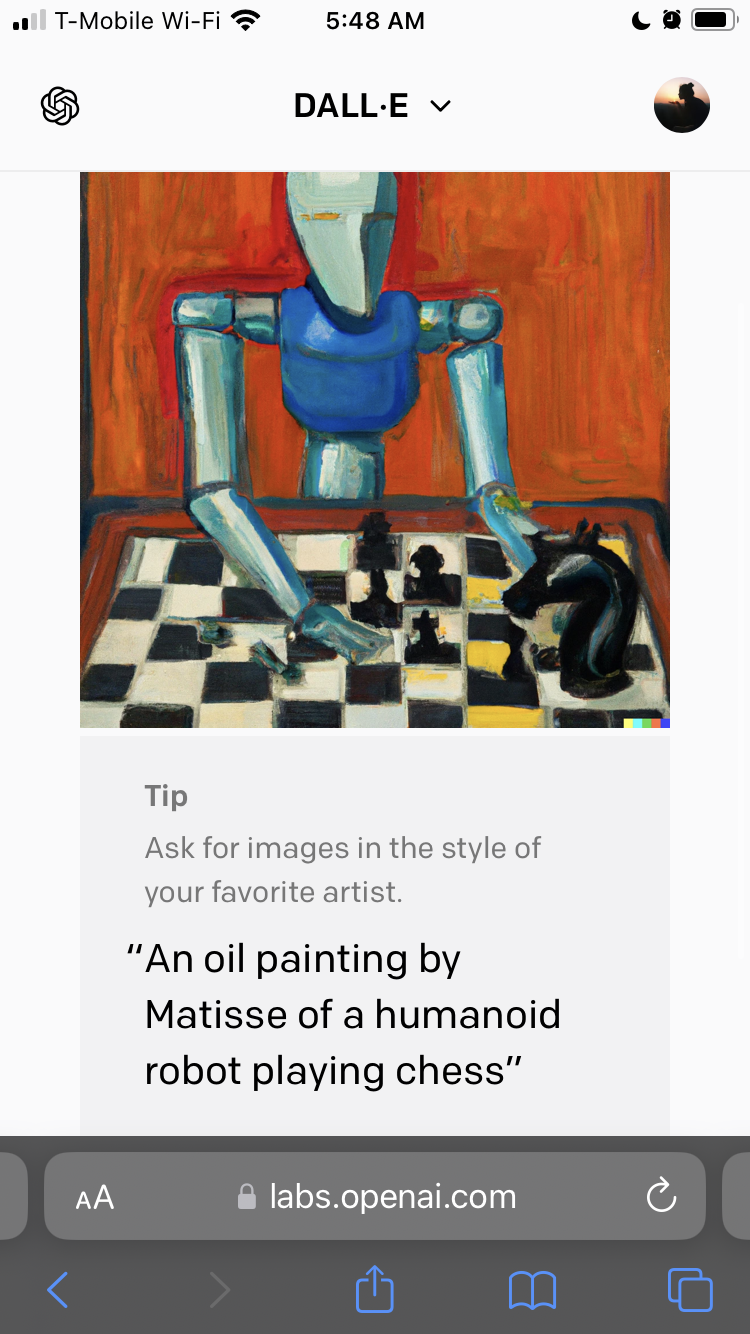 T-Mobile Wi-Fi 5:48 AM
DALL·E
Tip
Ask for images in the style of
your favorite artist.
“An oil painting by
Matisse of a humanoid
robot playing chess”
AA labs.openai.com